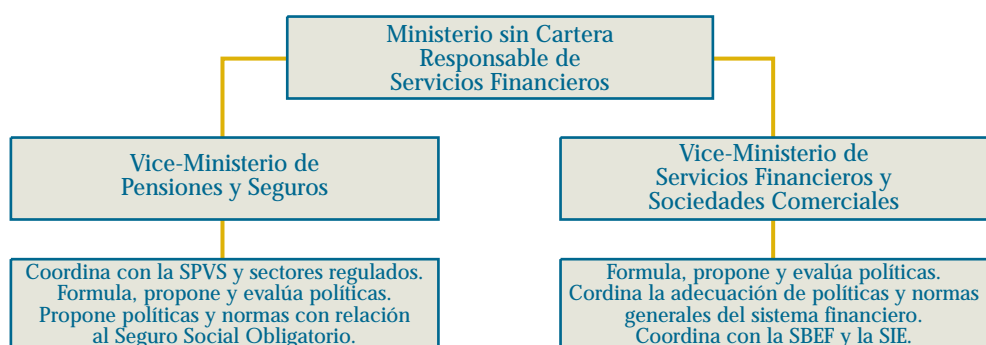 Ministerio sin Cartera
Responsable de
Servicios Financieros
Vice-Ministerio de
Pensiones y Seguros
Vice-Ministerio de
Servicios Financieros y
Sociedades Comerciales
Coordina con la SPVS y sectores regulados.
Formula, propone y evalúa políticas.
Propone políticas y normas con relación
al Seguro Social Obligatorio.
Formula, propone y evalúa políticas.
Cordina la adecuación de políticas y normas
generales del sistema financiero.
Coordina con la SBEF y la SIE.